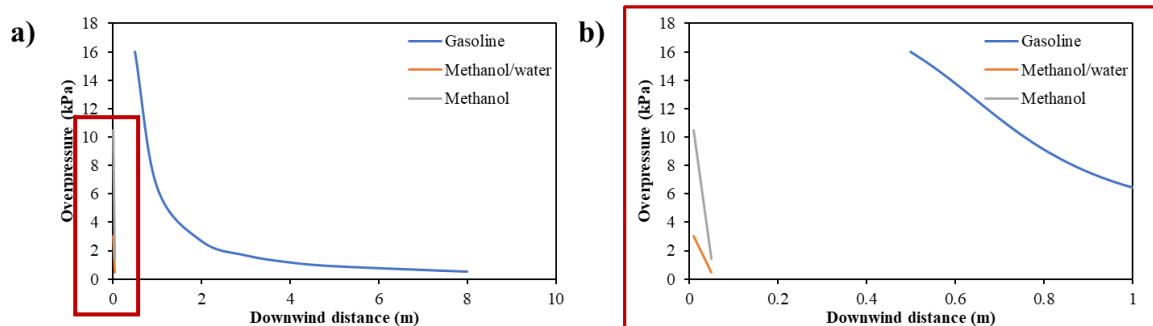 a)
Overpressure (kPa)
18
16
14
12
10
8
6
4
2
0
0 2 4 6 8 10
Downwind distance (m)
Gasoline
Methanol/water
Methanol
b)
Overpressure (kPa)
18
16
14
12
10
8
6
4
2
0
0 0.2 0.4 0.6 0.8 1
Downwind distance (m)
Gasoline
Methanol/water
Methanol